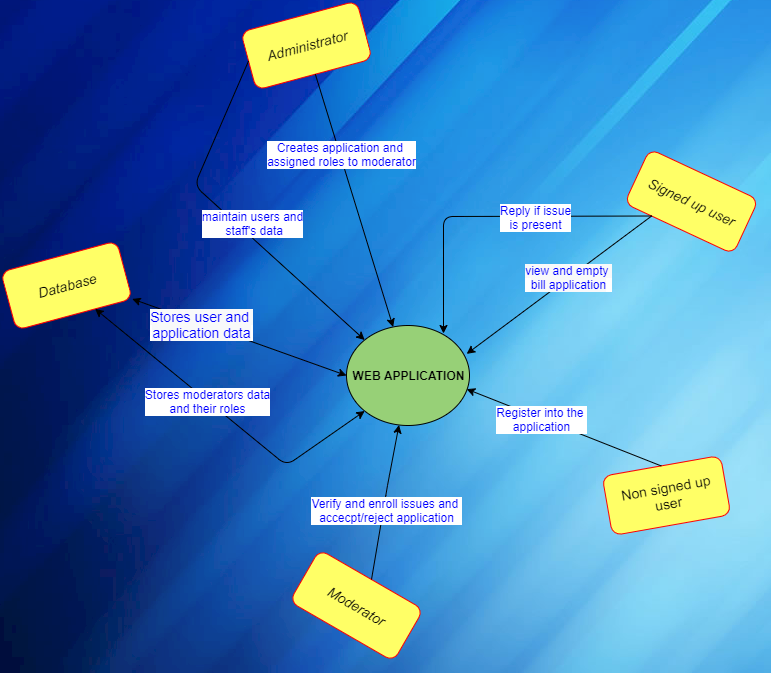 Administrator
Creates application and
assigned roles to moderator
maintain users and
staff's data
Signed up user
Reply if issue
is present
view and empty
bill application
Database
Stores user and
application data
WEB APPLICATION
Stores moderators data
and their roles
Register into the
application
Non signed up
user
Verify and enroll issues and
accecpt/reject application
Moderator